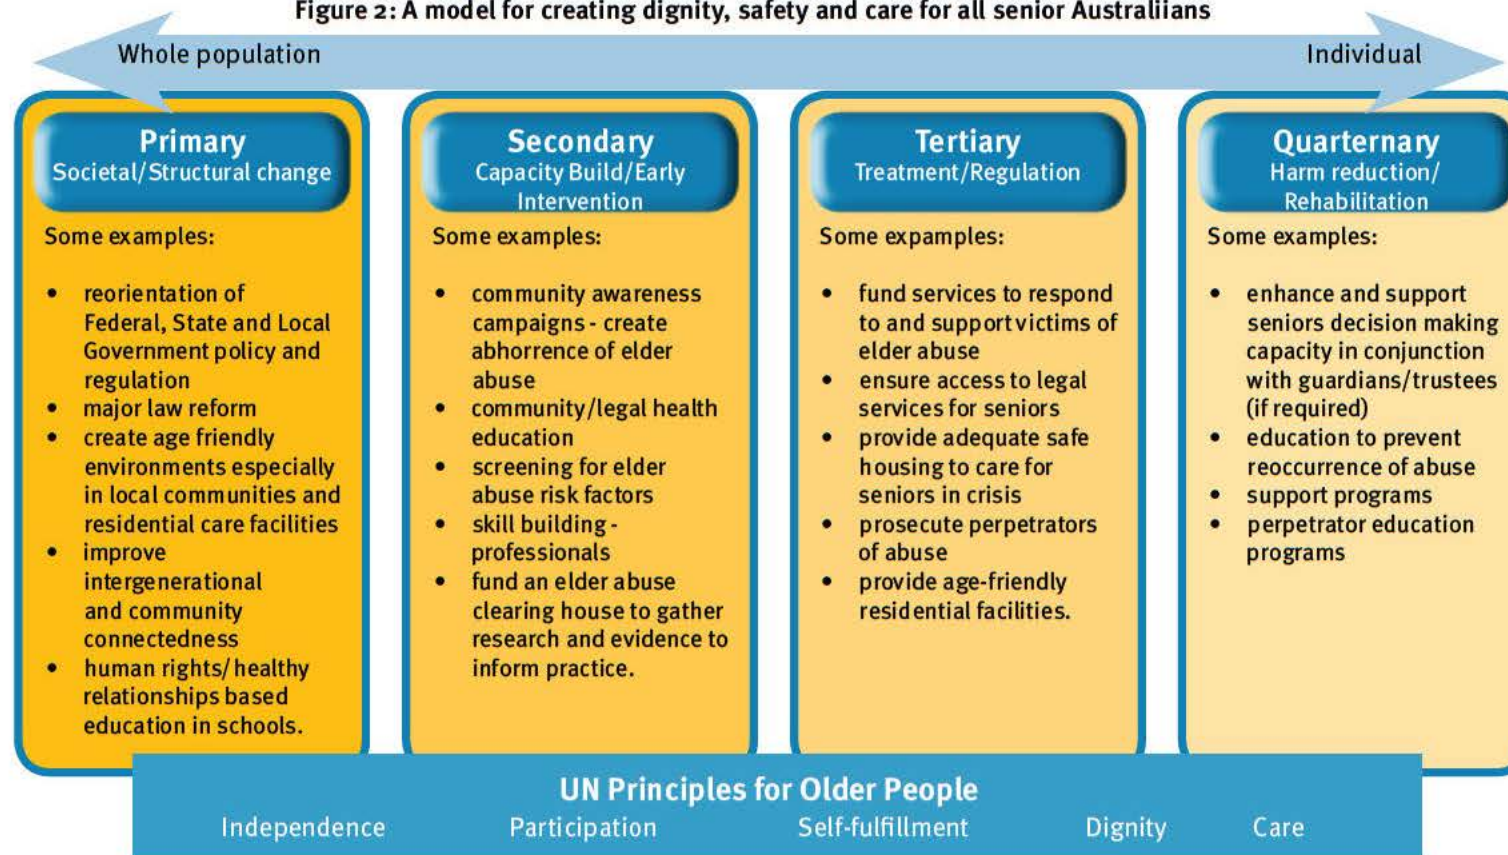 Figure 2: A model for creating dignity, safety and care for all senior Australiians
Whole population
Individual
Primary
Societal/Structural change
Some examples:
• reorientation of
Federal, State and Local
Government policy and
regulation
• major law reform
• create age friendly
environments especially
in local communities and
residential care facilities
• improve
intergenerational
and community
connectedness
• human rights/healthy
relationships based
education in schools.
Secondary
Capacity Build/Early
Intervention
Some examples:
• community awareness
campaigns - create
abhorrence of elder
abuse
• community/legal health
education
• screening for elder
abuse risk factors
• skill building -
professionals
• fund an elder abuse
clearing house to gather
research and evidence to
inform practice.
Tertiary
Treatment/Regulation
Some expamples:
• fund services to respond
to and support victims of
elder abuse
• ensure access to legal
services for seniors
• provide adequate safe
housing to care for
seniors in crisis
• prosecute perpetrators
of abuse
• provide age-friendly
residential facilities.
Quarternary
Harm reduction/
Rehabilitation
Some examples:
• enhance and support
seniors decision making
capacity in conjunction
with guardians/trustees
(if required)
• education to prevent
reoccurrence of abuse
• support programs
• perpetrator education
programs
UN Principles for Older People
Independence Participation Self-fulfillment Dignity Care